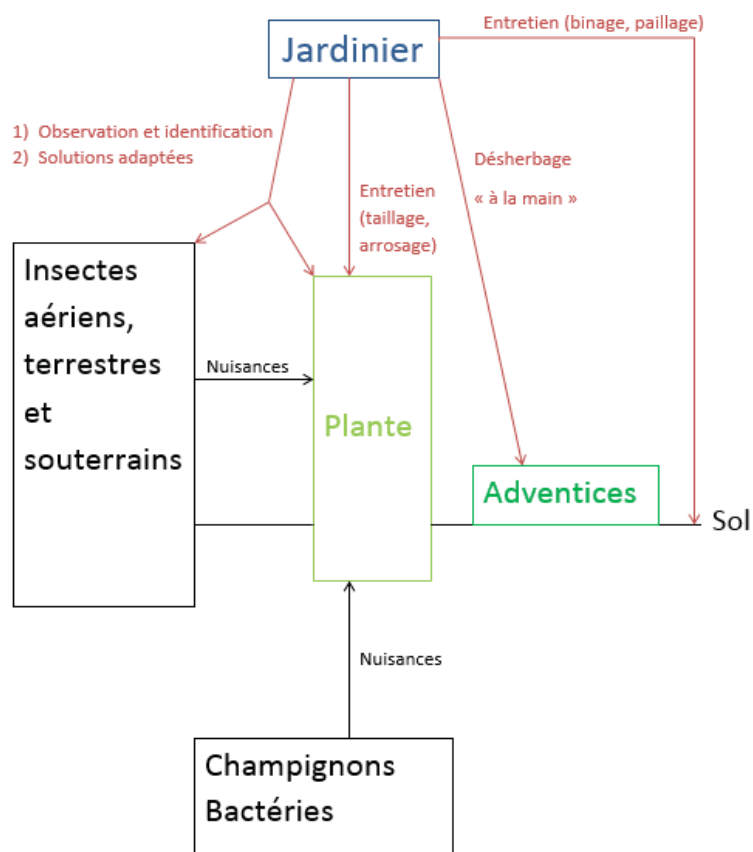 Entretien (binage, paillage)
Jardinier
1) Observation et identification
2) Solutions adaptées
Désherbage
« à la main »
Entretien
(taillage,
arrosage)
Insectes
aériens,
terrestres
et
souterrains
Nuisances
Plante
Adventices
Sol
Nuisances
Champignons
Bactéries